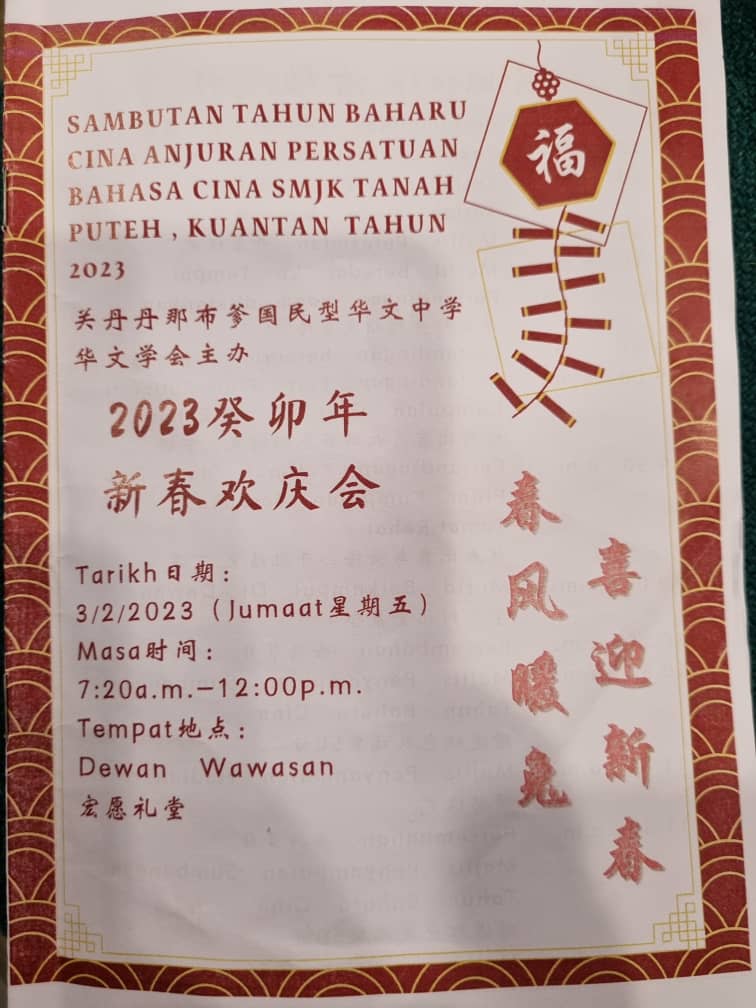 SAMBUTAN TAHUN BAHARU
CINA ANJURAN PERSATUAN
BAHASA CINA SMJK TANAH
PUTEH , KUANTAN TAHUN
2023
关丹丹那布爹国民型华文中学
华文学会主办
2023癸卯年
新春欢庆会
Tarikh日期：
3/2/2023（Jumaat星期五）
Masa时间：
7:20a.m.–12:00p.m.
Tempat地点：
Dewan Wawasan
宏愿礼堂
福
喜迎新春
春风暖兔